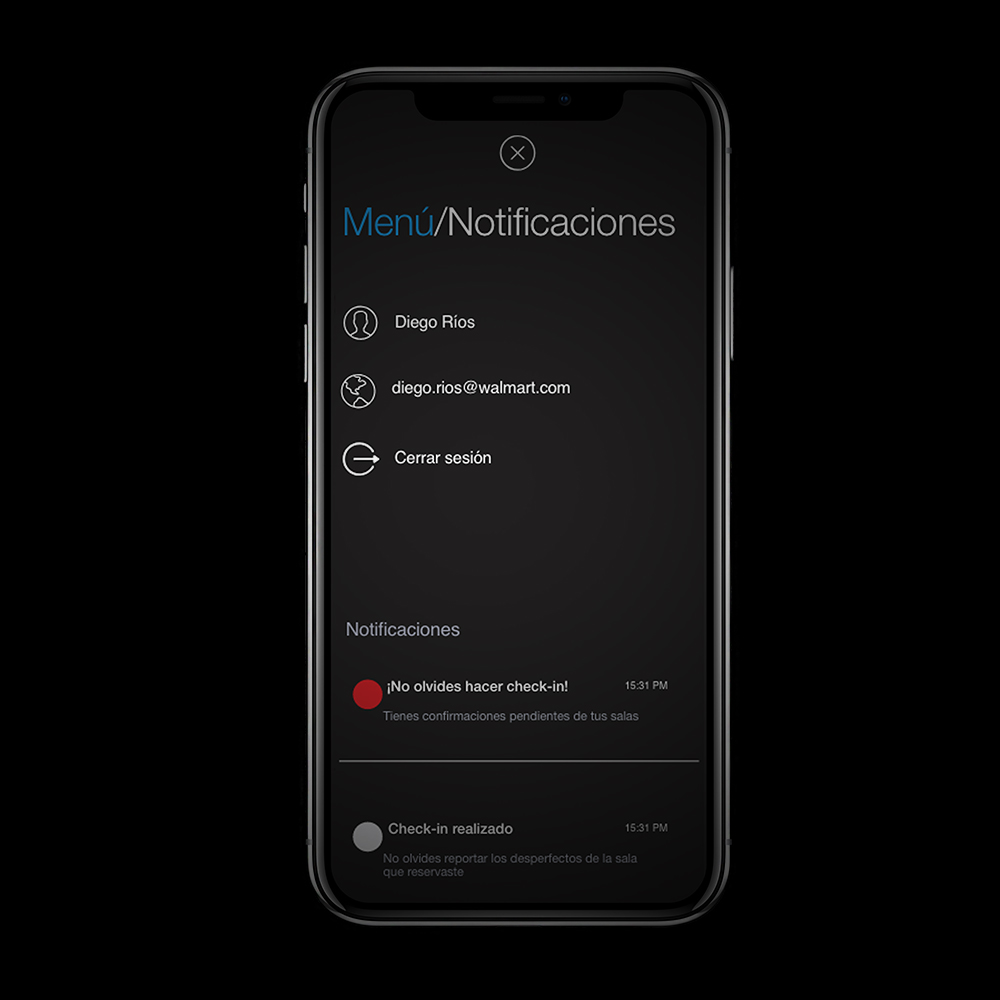 Menú/Notificaciones
Diego Ríos
diego.rios@walmart.com
Cerrar sesión
Notificaciones
¡No olvides hacer check-in! 15:31 PM
Tienes confirmaciones pendientes de tus salas
Check-in realizado 15:31 PM
No olvides reportar los desperfectos de la sala
que reservaste